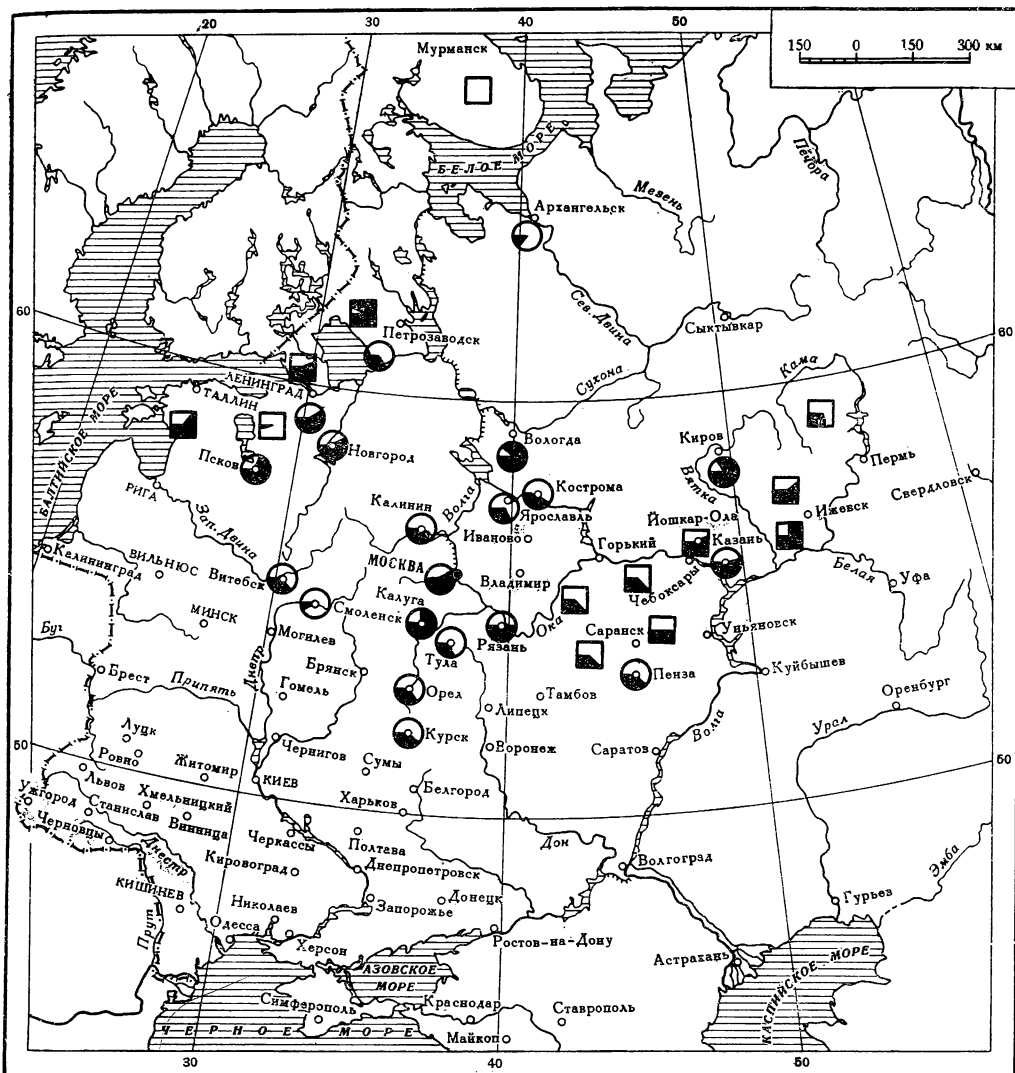 20
30
40
50
150 0 150 300 км
Мурманск
БЕЛОЕ МОРЕ
Мезень
Печора
Архангельск
60
Сев. Двина
Сыктывкар
60
Петрозаводск
Сухона
Кама
ЛЕНИНГРАД
ТАЛЛИН
БАЛТИЙСКОЕ МОРЕ
Новгород
Вологда
Киров
Пермь
Псков
Вятка
Свердловск
РИГА
Калинин
Волга
Кострома
Ярославль
Ижевск
Зап. Двина
Иваново
Горький
Йошкар-Ола
Казань
Калининград
ВИЛЬНЮС
Витебск
МОСКВА
Владимир
Чебоксары
Белая
Уфа
Калуга
Смоленск
МИНСК
Рязань
Ока
Саранск
Ульяновск
Буг
Могилев
Тула
Брест
Днепр
Брянск
Пенза
Куйбышев
Припять
Гомель
Орел
Тамбов
Оренбург
Липецк
Волга
Урал
Луцк
Курск
50
Ровно
Чернигов
Сумы
Воронеж
Саратов
50
Житомир
КИЕВ
Львов
Белгород
Ужгород
Хмельницкий
Харьков
Станислав
Винница
Черновцы
Черкассы
Полтава
Дон
Днестр
Кировоград
Днепропетровск
Волгоград
Эмба
КИШИНЕВ
Донецк
Николаев
Запорожье
Гурьев
Прут
Одесса
Херсон
Ростов-на-Дону
АЗОВСКОЕ
МОРЕ
Астрахань
КАСПИЙСКОЕ МОРЕ
Симферополь
Краснодар
Ставрополь
ЧЕРНОЕ МОРЕ
Майкоп
30
40
50